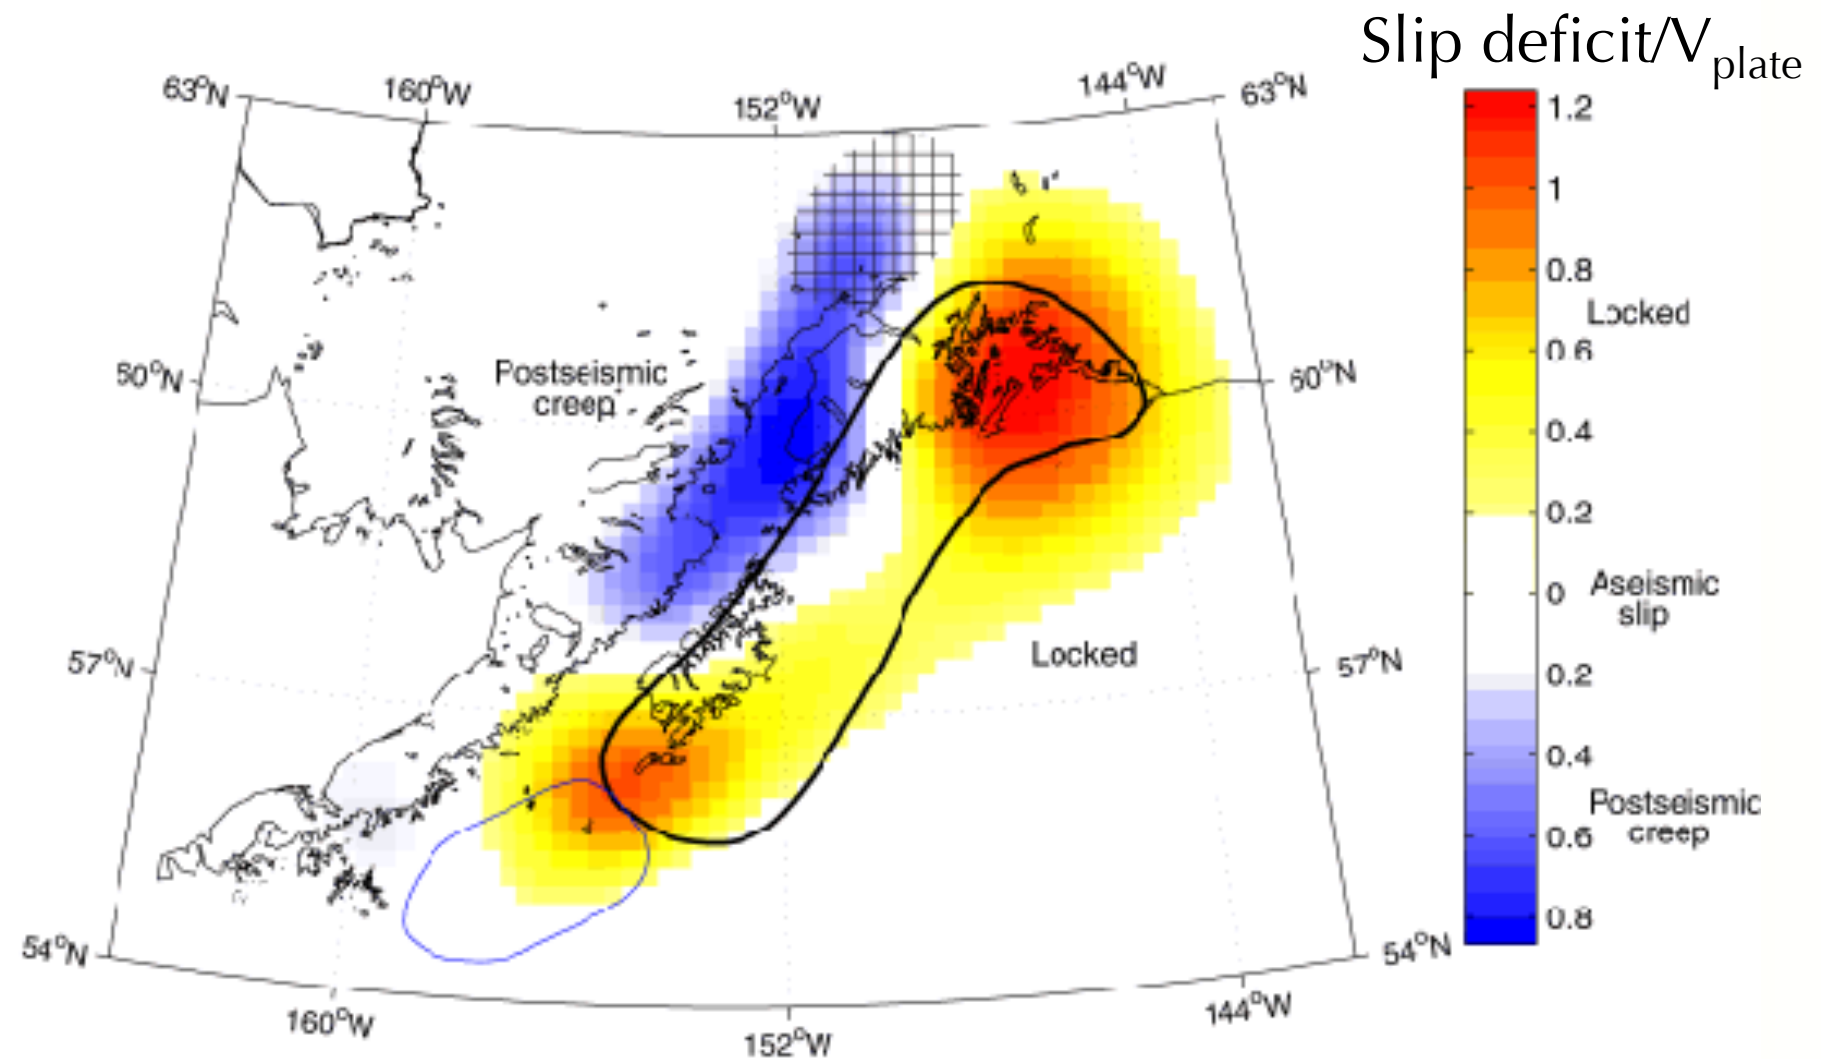 Slip deficit/Vplate
63°N
160°W
152°W
144°W
63°N
1.2
1
0.8
Locked
0.6
0.4
0.2
0
Aseismic
slip
0.2
0.4
Postseismic
creep
0.6
0.8
Postseismic
creep
60°N
60°N
57°N
Locked
57°N
54°N
54°N
160°W
152°W
144°W